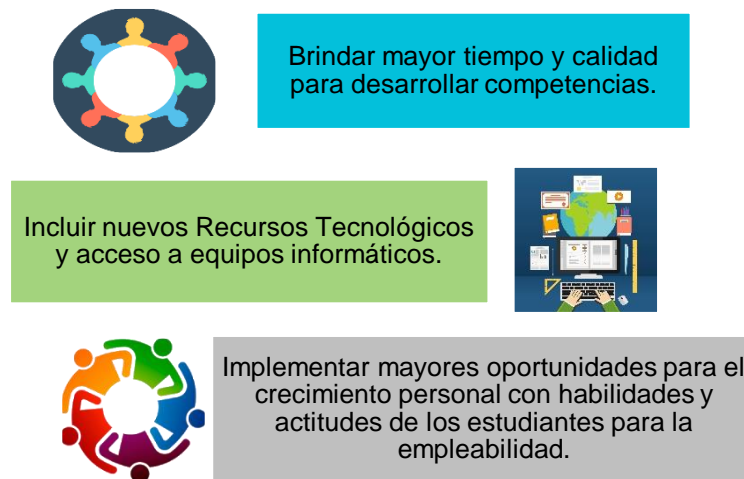 Brindar mayor tiempo y calidad
para desarrollar competencias.
Incluir nuevos Recursos Tecnológicos
y acceso a equipos informáticos.
Implementar mayores oportunidades para el
crecimiento personal con habilidades y
actitudes de los estudiantes para la
empleabilidad.